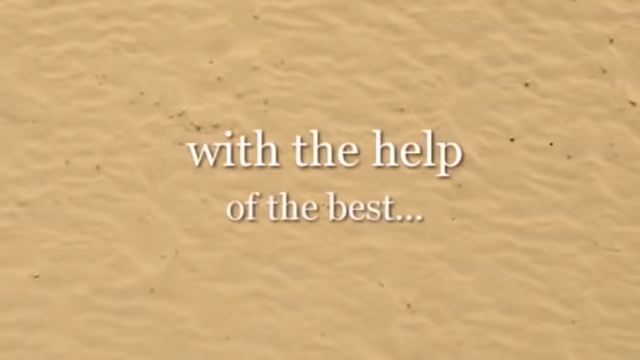 with the help
of the best...